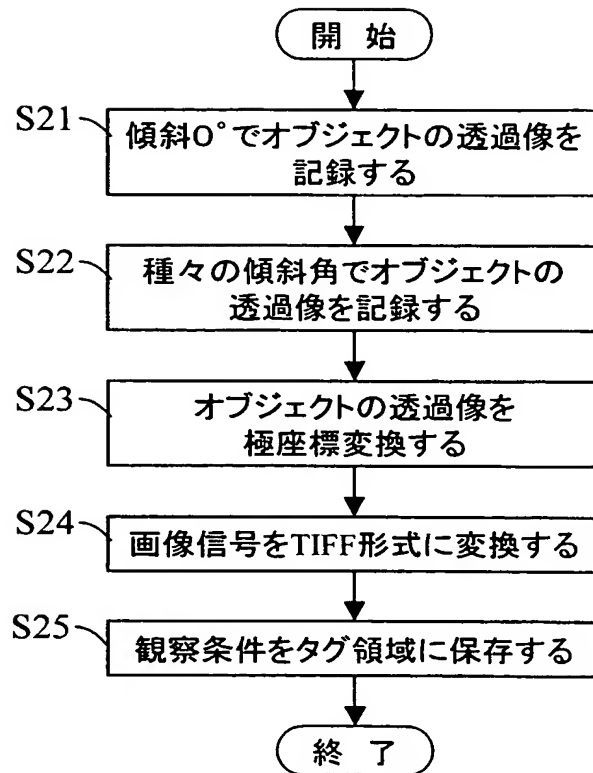 開 始
S21
傾斜0°でオブジェクトの透過像を
記録する
S22
種々の傾斜角でオブジェクトの
透過像を記録する
S23
オブジェクトの透過像を
極座標変換する
S24
画像信号をTIFF形式に変換する
S25
観察条件をタグ領域に保存する
終 了